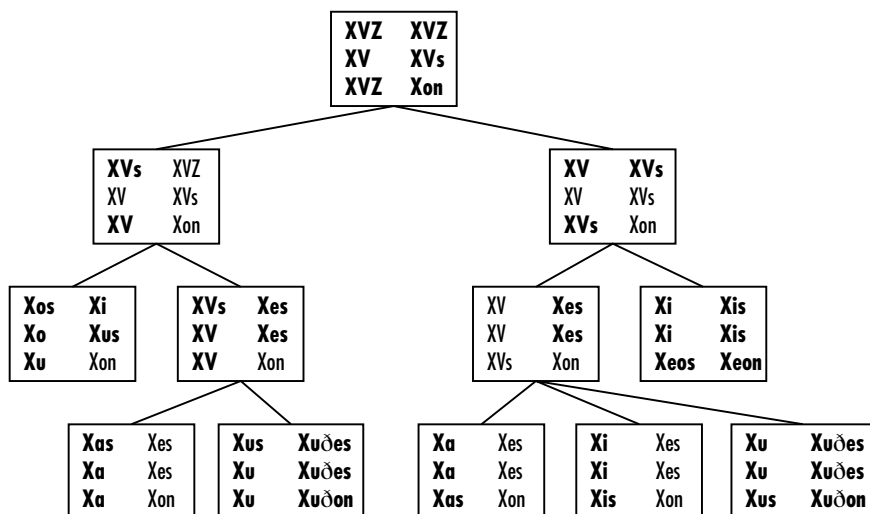 XVZ XVZ
XV XVs
XVZ Xon
XVs XVZ
XV XVs
XV Xon
XV XVs
XV XVs
XVs Xon
Xos Xi
Xo Xus
Xu Xon
XVs Xes
XV Xes
XV Xon
XV Xes
XV Xes
XVs Xon
Xi Xis
Xi Xis
Xeos Xeon
Xas Xes
Xa Xes
Xa Xon
Xus Xuðes
Xu Xuðes
Xu Xuðon
Xa Xes
Xa Xes
Xas Xon
Xi Xes
Xi Xes
Xis Xon
Xu Xuðes
Xu Xuðes
Xus Xuðon